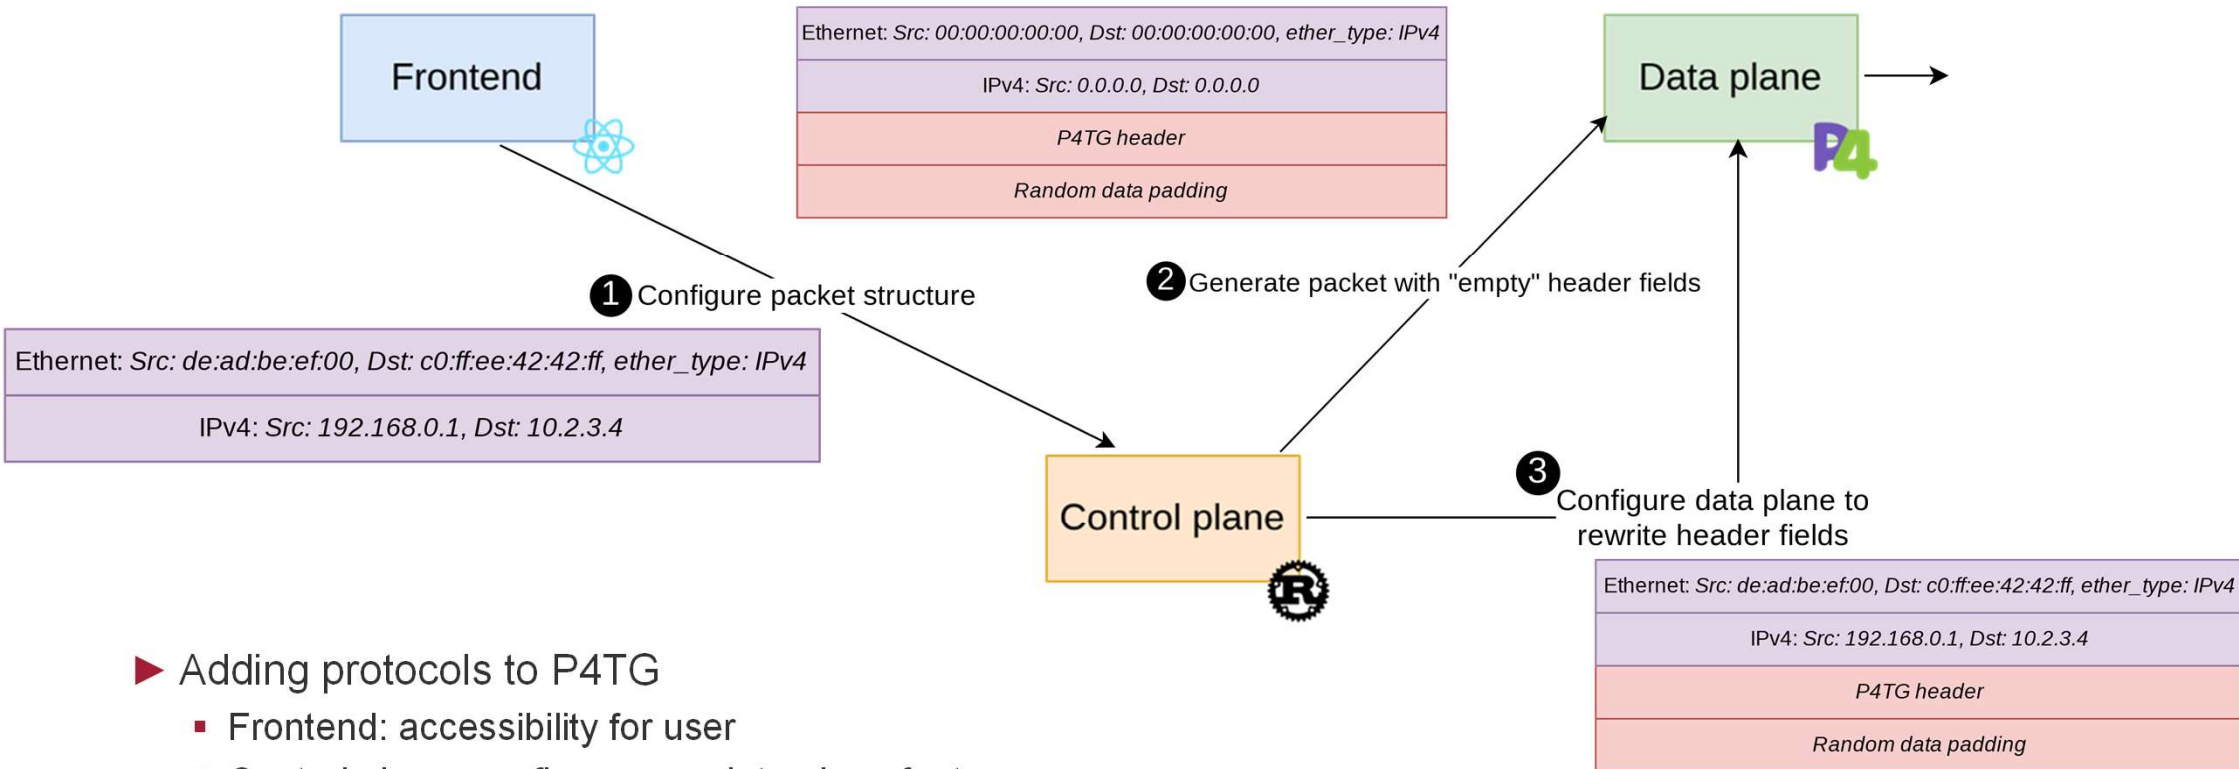 Frontend
Ethernet: Src: 00:00:00:00:00, Dst: 00:00:00:00:00, ether_type: IPv4
IPv4: Src: 0.0.0.0, Dst: 0.0.0.0
P4TG header
Random data padding
Data plane
P4
1 Configure packet structure
2 Generate packet with "empty" header fields
Ethernet: Src: de:ad:be:ef:00, Dst: c0:ff:ee:42:42:ff, ether_type: IPv4
IPv4: Src: 192.168.0.1, Dst: 10.2.3.4
Control plane
R
3
Configure data plane to
rewrite header fields
Ethernet: Src: de:ad:be:ef:00, Dst: c0:ff:ee:42:42:ff, ether_type: IPv4
IPv4: Src: 192.168.0.1, Dst: 10.2.3.4
P4TG header
Random data padding
Adding protocols to P4TG
Frontend: accessibility for user